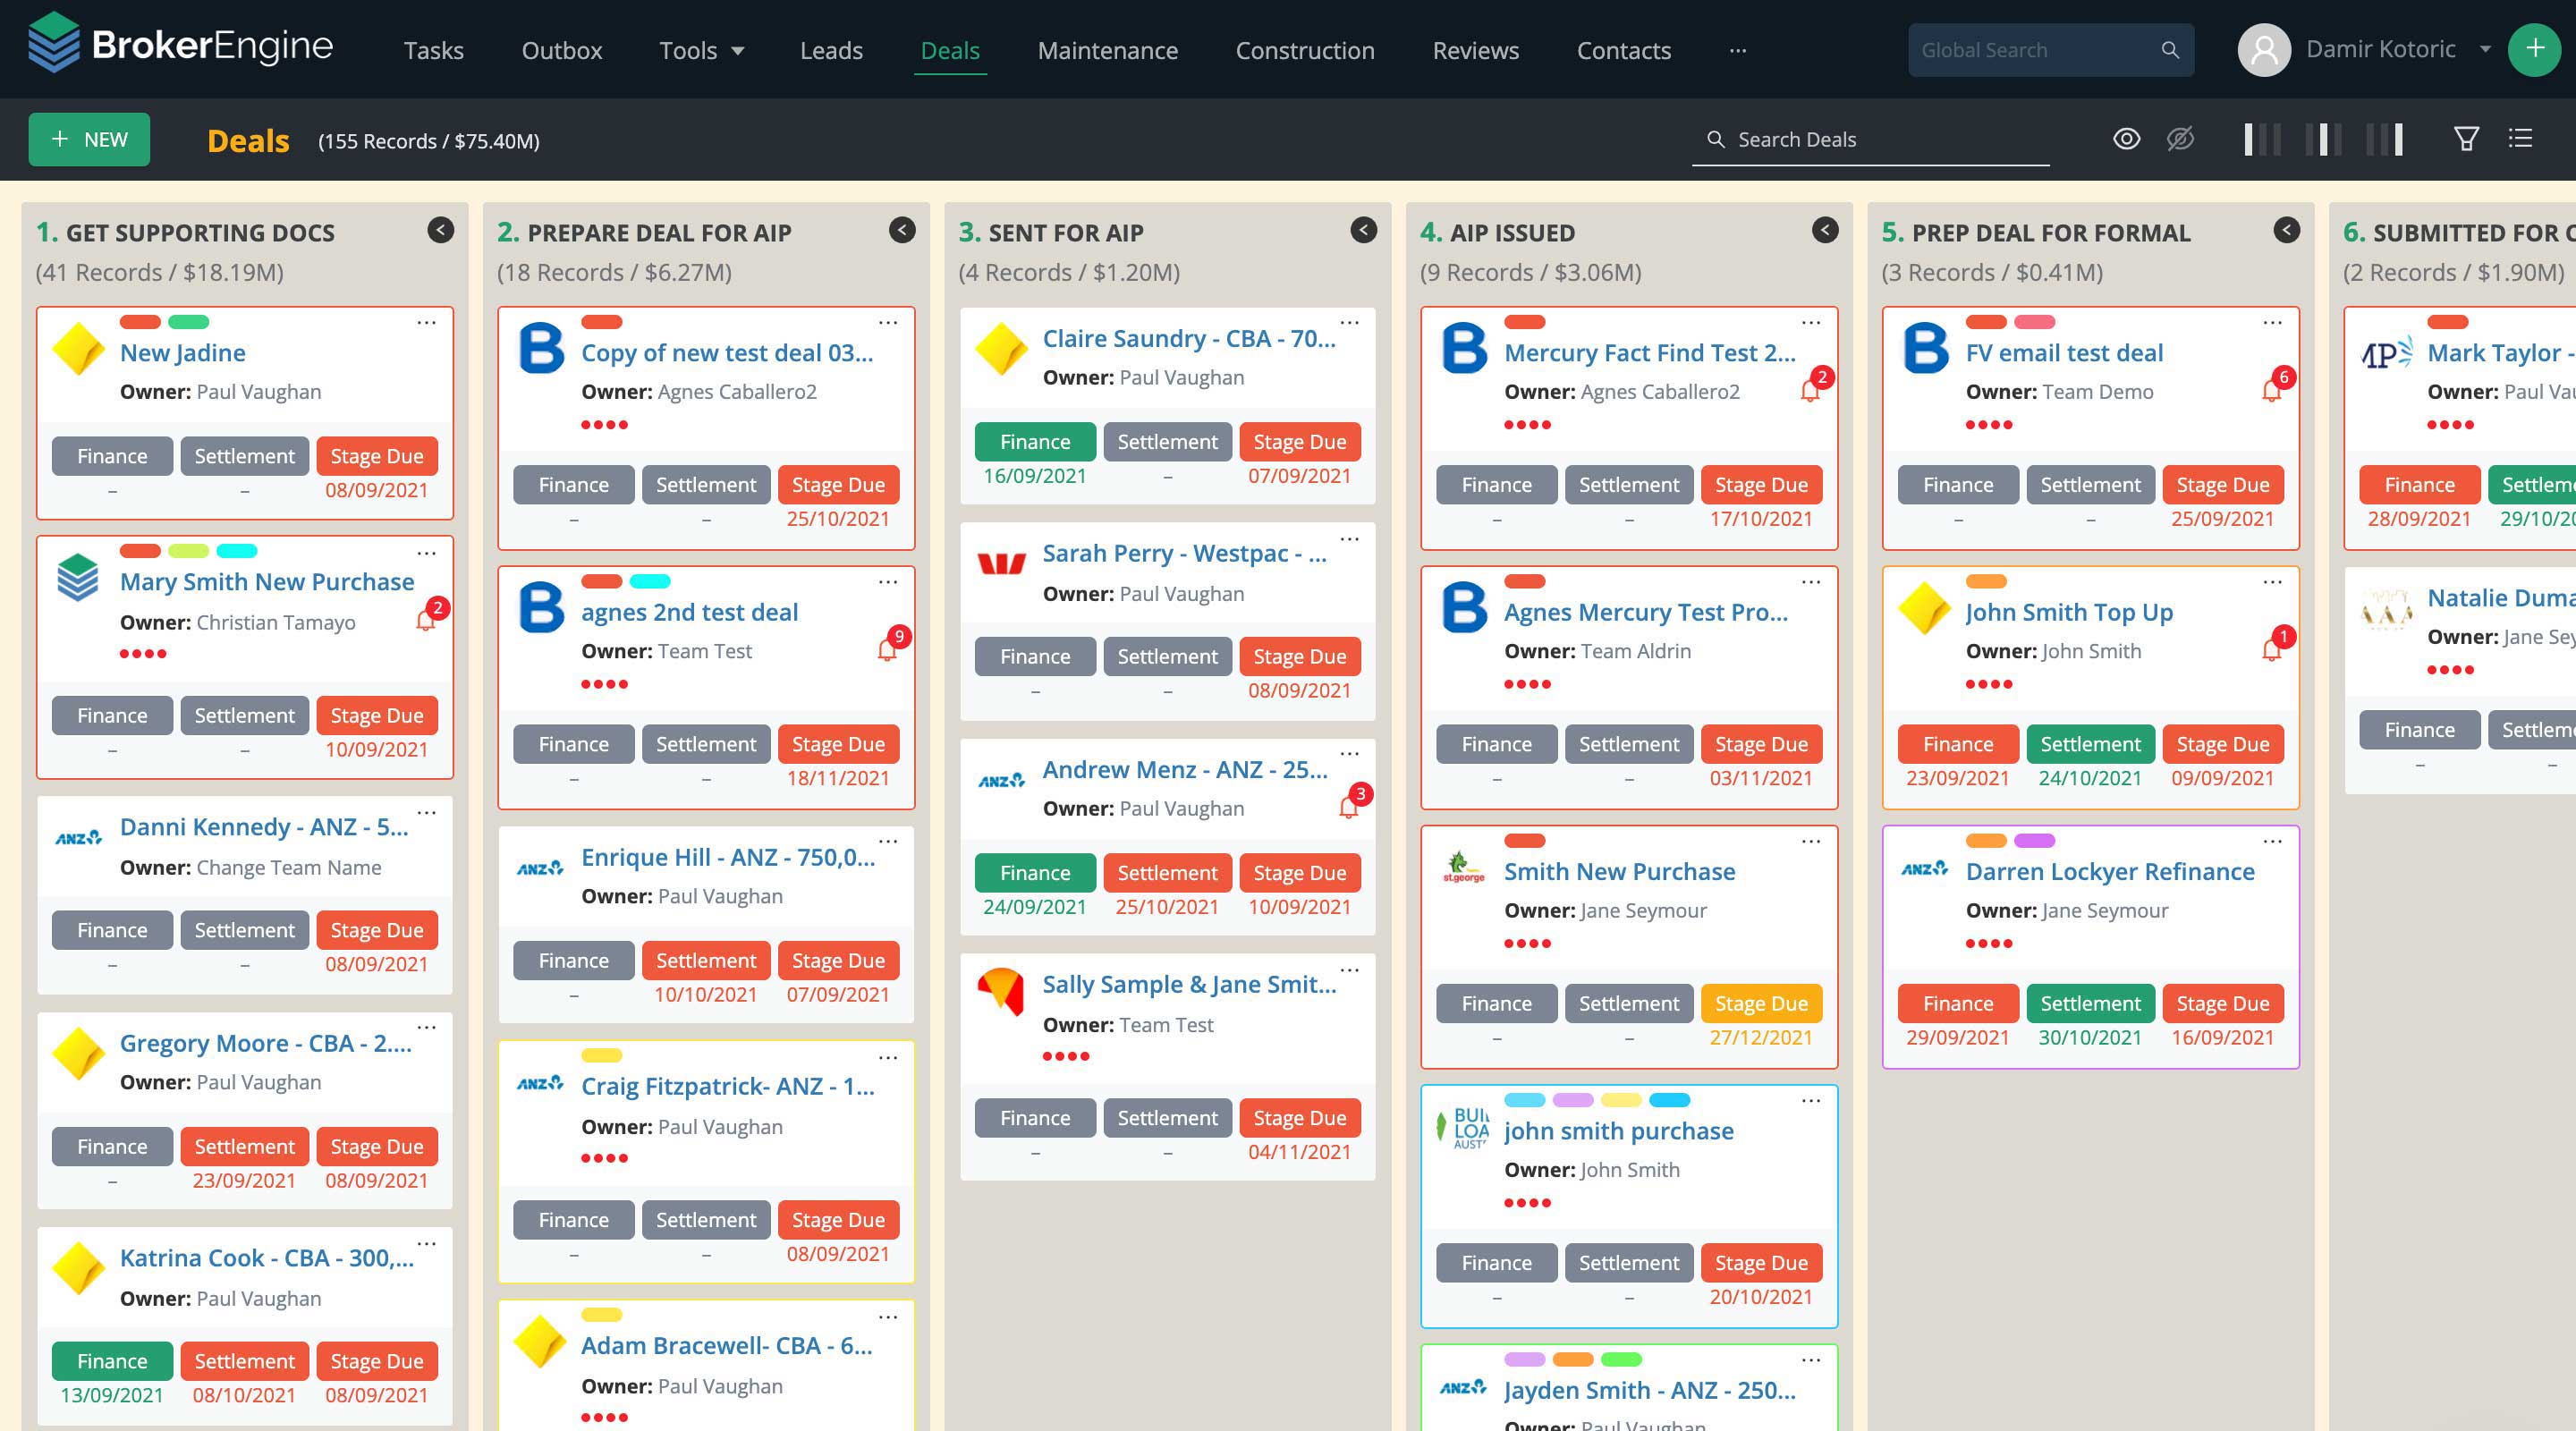 BrokerEngine
Tasks
Outbox
Tools
Leads
Deals
Maintenance
Construction
Reviews
Contacts
...
Global Search
Damir Kotoric
+
+ NEW
Deals
(155 Records / $75.40M)
Search Deals
1. GET SUPPORTING DOCS
(41 Records / $18.19M)
New Jadine
Owner: Paul Vaughan
Finance Settlement Stage Due
– – 08/09/2021
Mary Smith New Purchase
Owner: Christian Tamayo
2
Finance Settlement Stage Due
– – 10/09/2021
ANZ
Danni Kennedy - ANZ - 5...
Owner: Change Team Name
Finance Settlement Stage Due
– – 08/09/2021
Gregory Moore - CBA - 2....
Owner: Paul Vaughan
Finance Settlement Stage Due
– 23/09/2021 08/09/2021
Katrina Cook - CBA - 300,...
Owner: Paul Vaughan
Finance Settlement Stage Due
13/09/2021 08/10/2021 08/09/2021
2. PREPARE DEAL FOR AIP
(18 Records / $6.27M)
B
Copy of new test deal 03...
Owner: Agnes Caballero2
Finance Settlement Stage Due
– – 25/10/2021
B
agnes 2nd test deal
Owner: Team Test
9
Finance Settlement Stage Due
– – 18/11/2021
ANZ
Enrique Hill - ANZ - 750,0...
Owner: Paul Vaughan
Finance Settlement Stage Due
– 10/10/2021 07/09/2021
ANZ
Craig Fitzpatrick- ANZ - 1...
Owner: Paul Vaughan
Finance Settlement Stage Due
– – 08/09/2021
Adam Bracewell- CBA - 6...
Owner: Paul Vaughan
3. SENT FOR AIP
(4 Records / $1.20M)
Claire Saundry - CBA - 70...
Owner: Paul Vaughan
Finance Settlement Stage Due
16/09/2021 – 07/09/2021
Sarah Perry - Westpac - ...
Owner: Paul Vaughan
Finance Settlement Stage Due
– – 08/09/2021
ANZ
Andrew Menz - ANZ - 25...
Owner: Paul Vaughan
3
Finance Settlement Stage Due
24/09/2021 25/10/2021 10/09/2021
Sally Sample & Jane Smit...
Owner: Team Test
Finance Settlement Stage Due
– – 04/11/2021
4. AIP ISSUED
(9 Records / $3.06M)
B
Mercury Fact Find Test 2...
Owner: Agnes Caballero2
2
Finance Settlement Stage Due
– – 17/10/2021
B
Agnes Mercury Test Pro...
Owner: Team Aldrin
Finance Settlement Stage Due
– – 03/11/2021
st.george
Smith New Purchase
Owner: Jane Seymour
Finance Settlement Stage Due
– – 27/12/2021
BUI
LOA
AUST
john smith purchase
Owner: John Smith
Finance Settlement Stage Due
– – 20/10/2021
ANZ
Jayden Smith - ANZ - 250...
Owner: Paul Vaughan
5. PREP DEAL FOR FORMAL
(3 Records / $0.41M)
B
FV email test deal
Owner: Team Demo
6
Finance Settlement Stage Due
– – 25/09/2021
John Smith Top Up
Owner: John Smith
1
Finance Settlement Stage Due
23/09/2021 24/10/2021 09/09/2021
ANZ
Darren Lockyer Refinance
Owner: Jane Seymour
Finance Settlement Stage Due
29/09/2021 30/10/2021 16/09/2021
6. SUBMITTED FOR
(2 Records / $1.90M)
Mark Taylor -
Owner: Paul Vau
Finance Settleme
28/09/2021 29/10/20
Natalie Duma
Owner: Jane Sey
Finance Settleme
– –